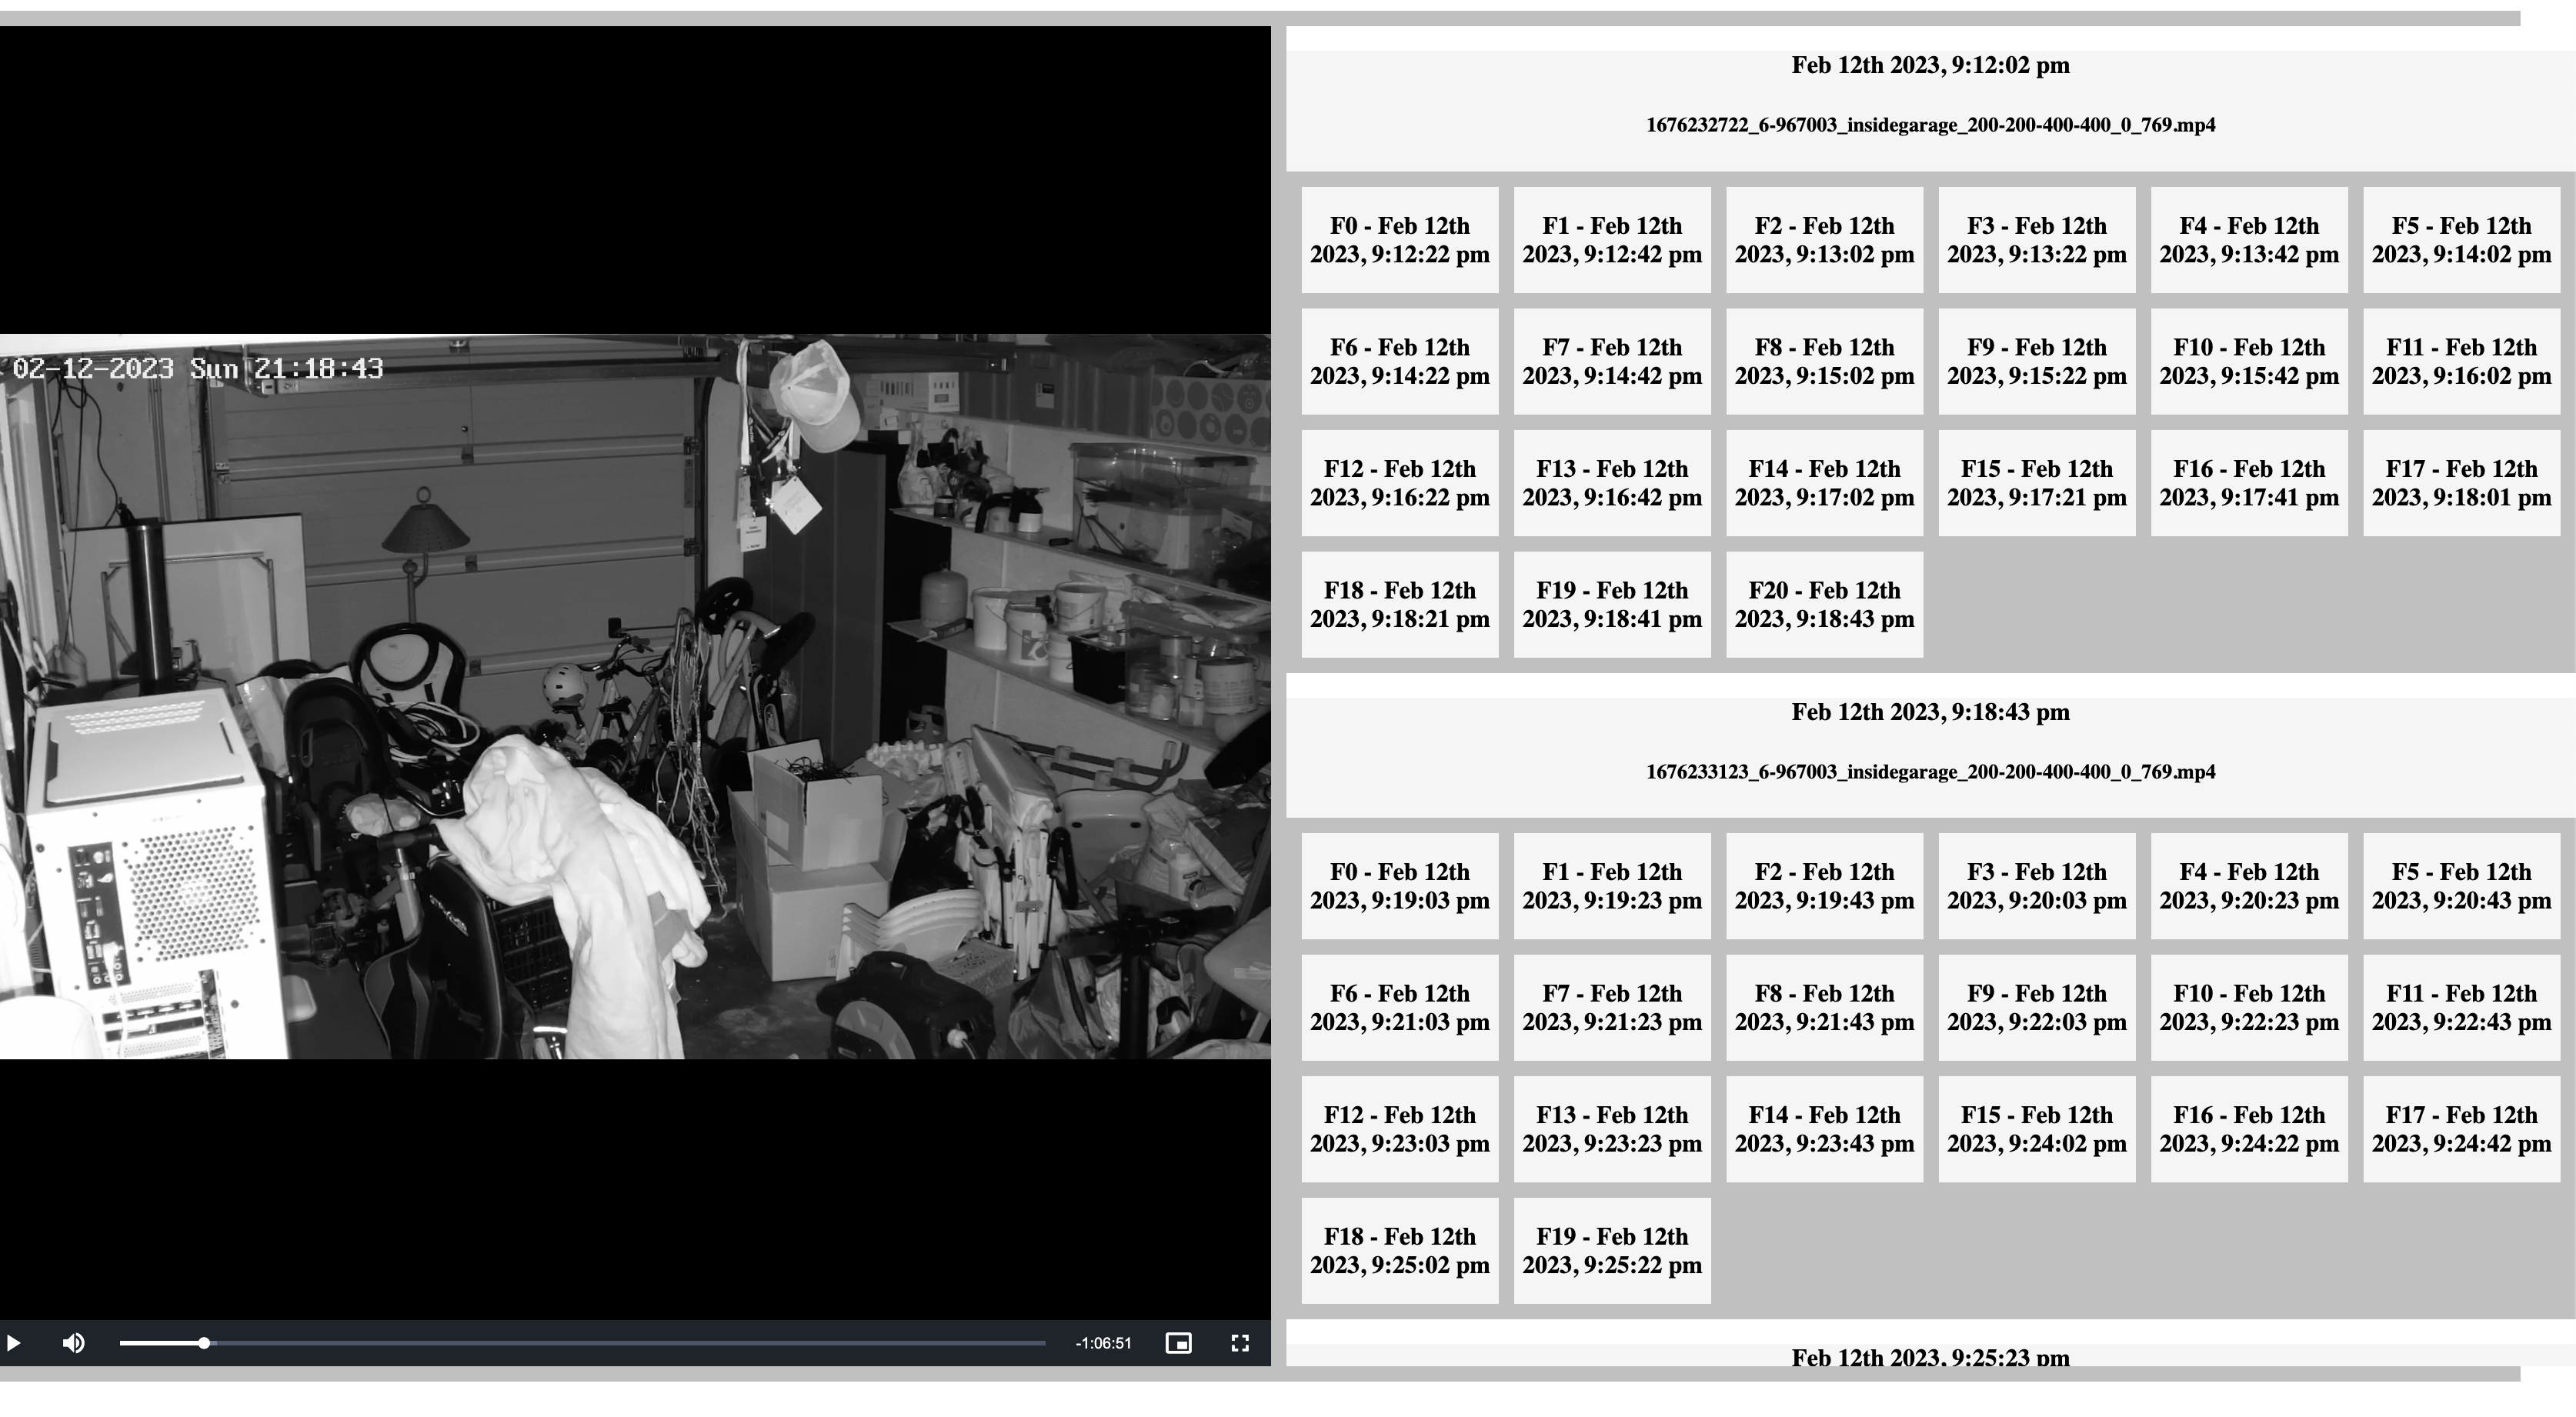 02-12-2023 Sun 21:18:43
-1:06:51
Feb 12th 2023, 9:12:02 pm
1676232722_6-967003_insidegarage_200-200-400-400_0_769.mp4
F0 - Feb 12th
2023, 9:12:22 pm
F1 - Feb 12th
2023, 9:12:42 pm
F2 - Feb 12th
2023, 9:13:02 pm
F3 - Feb 12th
2023, 9:13:22 pm
F4 - Feb 12th
2023, 9:13:42 pm
F5 - Feb 12th
2023, 9:14:02 pm
F6 - Feb 12th
2023, 9:14:22 pm
F7 - Feb 12th
2023, 9:14:42 pm
F8 - Feb 12th
2023, 9:15:02 pm
F9 - Feb 12th
2023, 9:15:22 pm
F10 - Feb 12th
2023, 9:15:42 pm
F11 - Feb 12th
2023, 9:16:02 pm
F12 - Feb 12th
2023, 9:16:22 pm
F13 - Feb 12th
2023, 9:16:42 pm
F14 - Feb 12th
2023, 9:17:02 pm
F15 - Feb 12th
2023, 9:17:21 pm
F16 - Feb 12th
2023, 9:17:41 pm
F17 - Feb 12th
2023, 9:18:01 pm
F18 - Feb 12th
2023, 9:18:21 pm
F19 - Feb 12th
2023, 9:18:41 pm
F20 - Feb 12th
2023, 9:18:43 pm
Feb 12th 2023, 9:18:43 pm
1676233123_6-967003_insidegarage_200-200-400-400_0_769.mp4
F0 - Feb 12th
2023, 9:19:03 pm
F1 - Feb 12th
2023, 9:19:23 pm
F2 - Feb 12th
2023, 9:19:43 pm
F3 - Feb 12th
2023, 9:20:03 pm
F4 - Feb 12th
2023, 9:20:23 pm
F5 - Feb 12th
2023, 9:20:43 pm
F6 - Feb 12th
2023, 9:21:03 pm
F7 - Feb 12th
2023, 9:21:23 pm
F8 - Feb 12th
2023, 9:21:43 pm
F9 - Feb 12th
2023, 9:22:03 pm
F10 - Feb 12th
2023, 9:22:23 pm
F11 - Feb 12th
2023, 9:22:43 pm
F12 - Feb 12th
2023, 9:23:03 pm
F13 - Feb 12th
2023, 9:23:23 pm
F14 - Feb 12th
2023, 9:23:43 pm
F15 - Feb 12th
2023, 9:24:02 pm
F16 - Feb 12th
2023, 9:24:22 pm
F17 - Feb 12th
2023, 9:24:42 pm
F18 - Feb 12th
2023, 9:25:02 pm
F19 - Feb 12th
2023, 9:25:22 pm
Feb 12th 2023, 9:25:23 pm